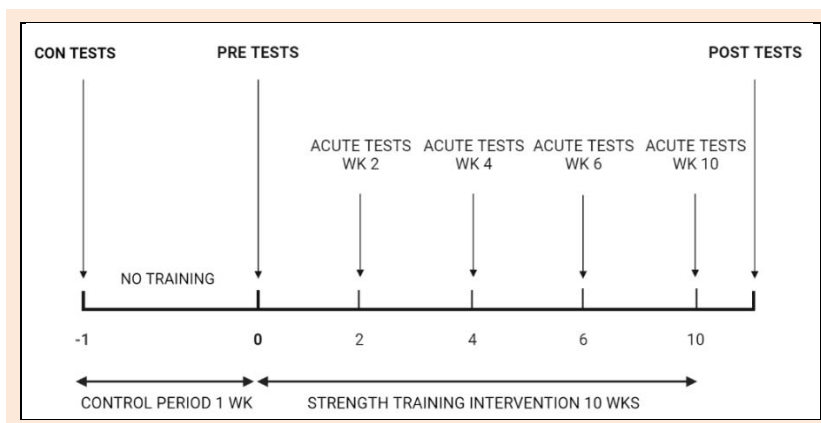 CON TESTS PRE TESTS POST TESTS
ACUTE TESTS ACUTE TESTS ACUTE TESTS ACUTE TESTS
WK 2 WK 4 WK 6 WK 10
NO TRAINING
-1 0 2 4 6 10
CONTROL PERIOD 1 WK STRENGTH TRAINING INTERVENTION 10 WKS